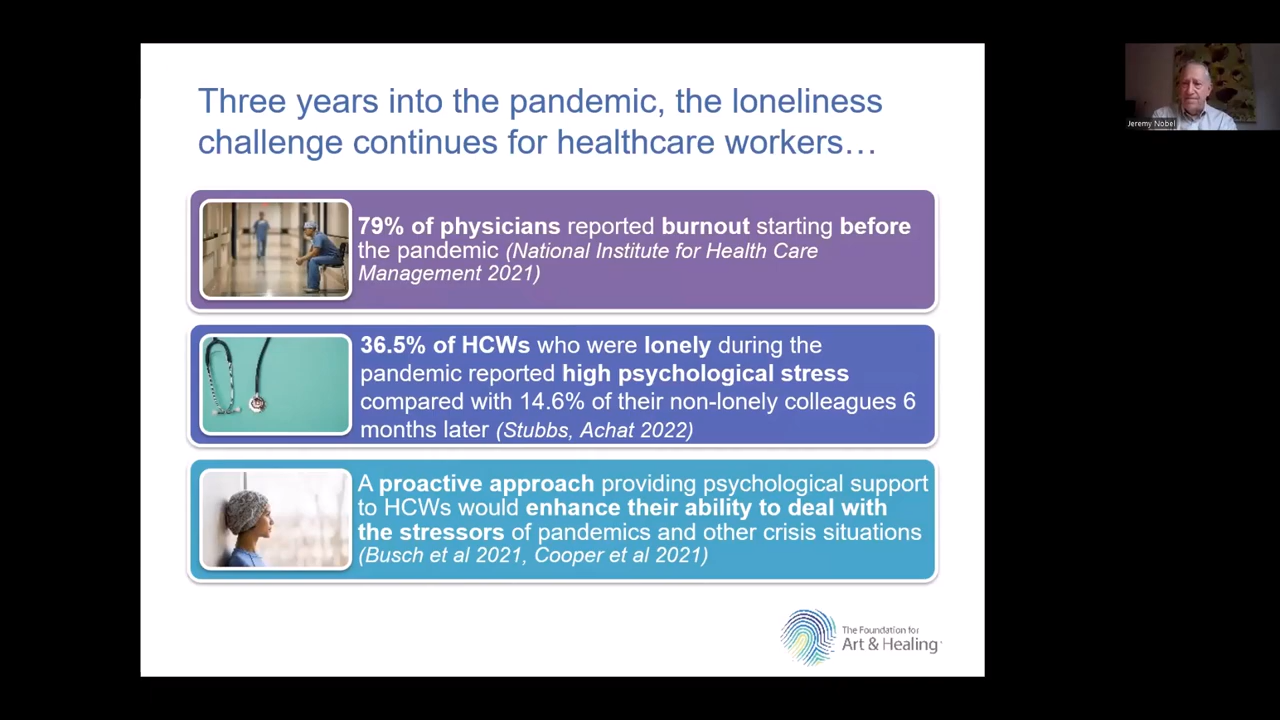 Three years into the pandemic, the loneliness
challenge continues for healthcare workers…
79% of physicians reported burnout starting before
the pandemic (National Institute for Health Care
Management 2021)
36.5% of HCWs who were lonely during the
pandemic reported high psychological stress
compared with 14.6% of their non-lonely colleagues 6
months later (Stubbs, Achat 2022)
A proactive approach providing psychological support
to HCWs would enhance their ability to deal with
the stressors of pandemics and other crisis situations
(Busch et al 2021, Cooper et al 2021)
The Foundation for
Art & Healing
Jeremy Nobel